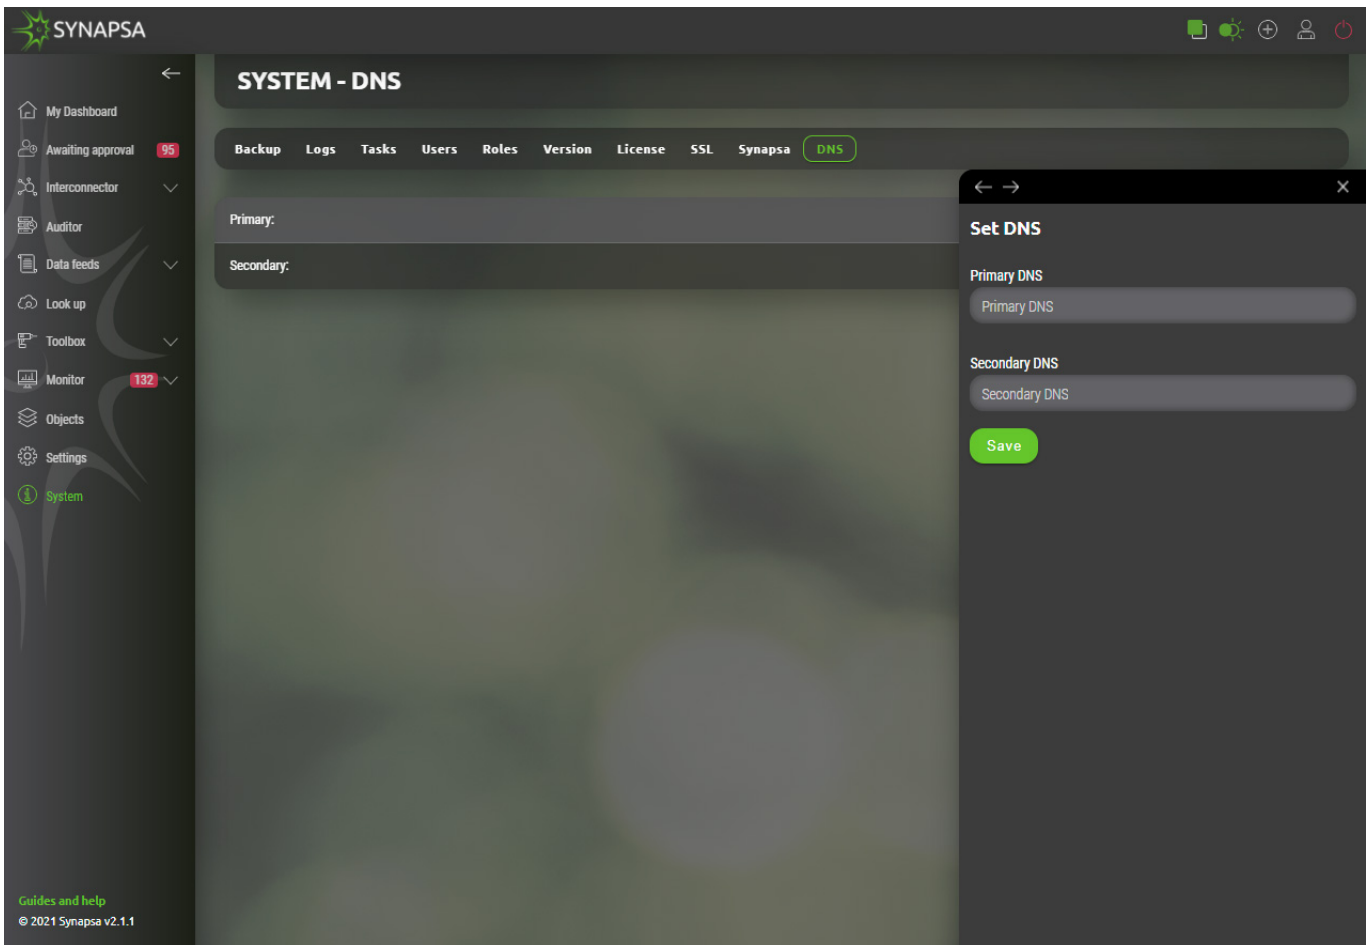 SYNAPSA
SYSTEM - DNS
My Dashboard
Awaiting approval 95
Interconnector
Auditor
Data feeds
Look up
Toolbox
Monitor 132
Objects
Settings
System
Backup Logs Tasks Users Roles Version License SSL Synapsa DNS
Primary:
Secondary:
Set DNS
Primary DNS
Primary DNS
Secondary DNS
Secondary DNS
Save
Guides and help
© 2021 Synapsa v2.1.1